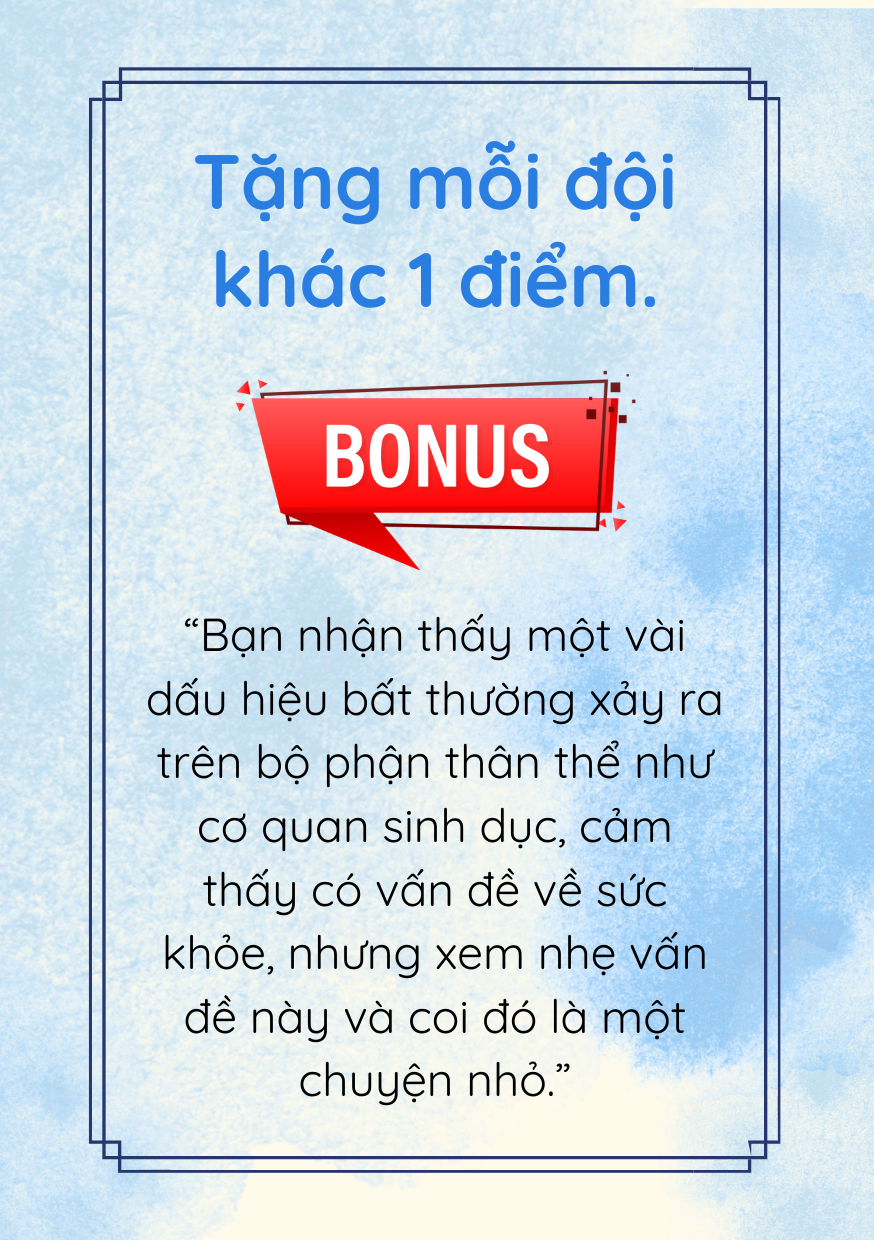 Tặng mỗi đội
khác 1 điểm.
BONUS
“Bạn nhận thấy một vài
dấu hiệu bất thường xảy ra
trên bộ phận thân thể như
cơ quan sinh dục, cảm
thấy có vấn đề về sức
khỏe, nhưng xem nhẹ vấn
đề này và coi đó là một
chuyện nhỏ.”